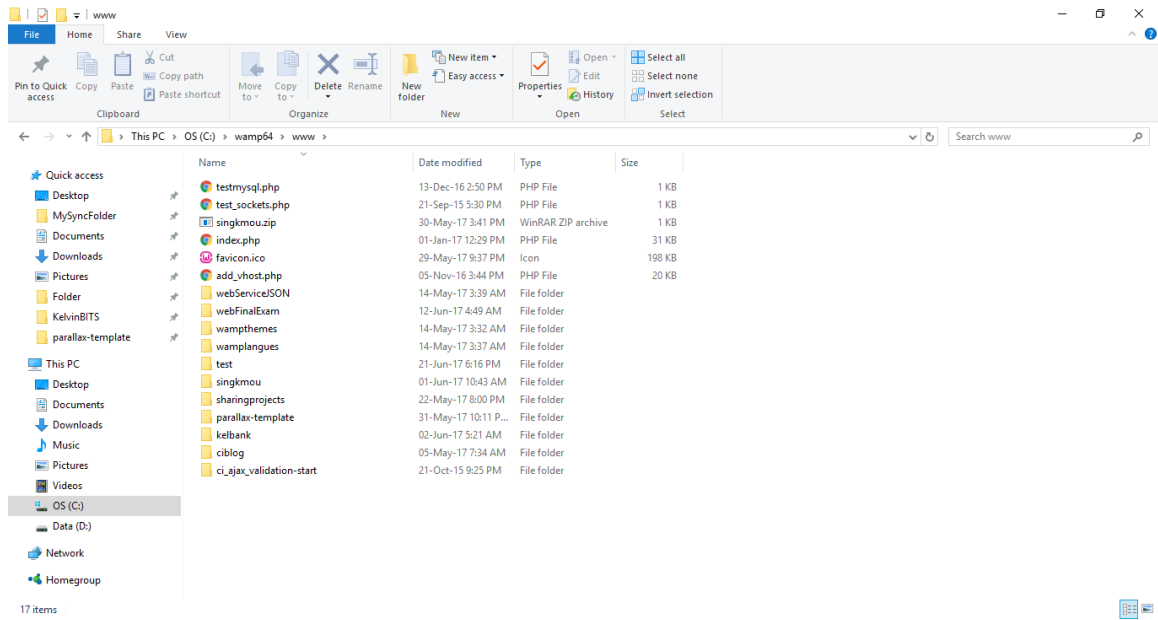 www
File Home Share View
Pin to Quick access
Copy
Paste
Cut
Copy path
Paste shortcut
Clipboard
Move to
Copy to
Delete
Rename
Organize
New folder
New item
Easy access
New
Properties
Open
Edit
History
Open
Select all
Select none
Invert selection
Select
This PC > OS (C:) > wamp64 > www >
Search www
Quick access
Desktop
MySyncFolder
Documents
Downloads
Pictures
Folder
KelvinBITS
parallax-template
This PC
Desktop
Documents
Downloads
Music
Pictures
Videos
OS (C:)
Data (D:)
Network
Homegroup
Name Date modified Type Size
testmysql.php 13-Dec-16 2:50 PM PHP File 1 KB
test_sockets.php 21-Sep-15 5:30 PM PHP File 1 KB
singkmou.zip 30-May-17 3:41 PM WinRAR ZIP archive 1 KB
index.php 01-Jan-17 12:29 PM PHP File 31 KB
favicon.ico 29-May-17 9:37 PM Icon 198 KB
add_vhost.php 05-Nov-16 3:44 PM PHP File 20 KB
webServiceJSON 14-May-17 3:39 AM File folder
webFinalExam 12-Jun-17 4:49 AM File folder
wampthemes 14-May-17 3:32 AM File folder
wamplangues 14-May-17 3:37 AM File folder
test 21-Jun-17 6:16 PM File folder
singkmou 01-Jun-17 10:43 AM File folder
sharingprojects 22-May-17 8:00 PM File folder
parallax-template 31-May-17 10:11 P... File folder
kelbank 02-Jun-17 5:21 AM File folder
ciblog 05-May-17 7:34 AM File folder
ci_ajax_validation-start 21-Oct-15 9:25 PM File folder
17 items